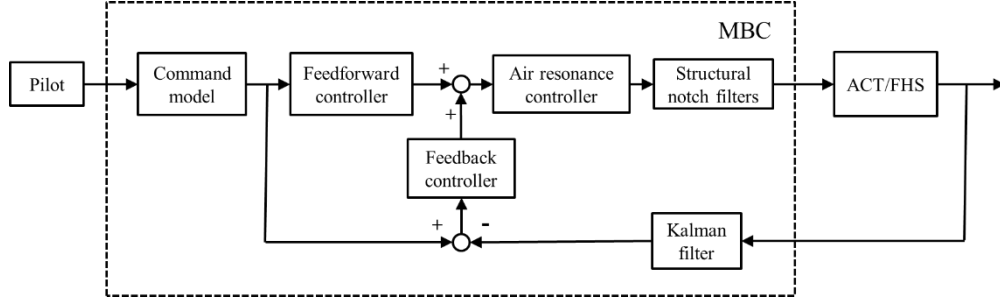 MBC
Pilot
Command
model
Feedforward
controller
+
+
Air resonance
controller
Structural
notch filters
ACT/FHS
Feedback
controller
+
-
Kalman
filter